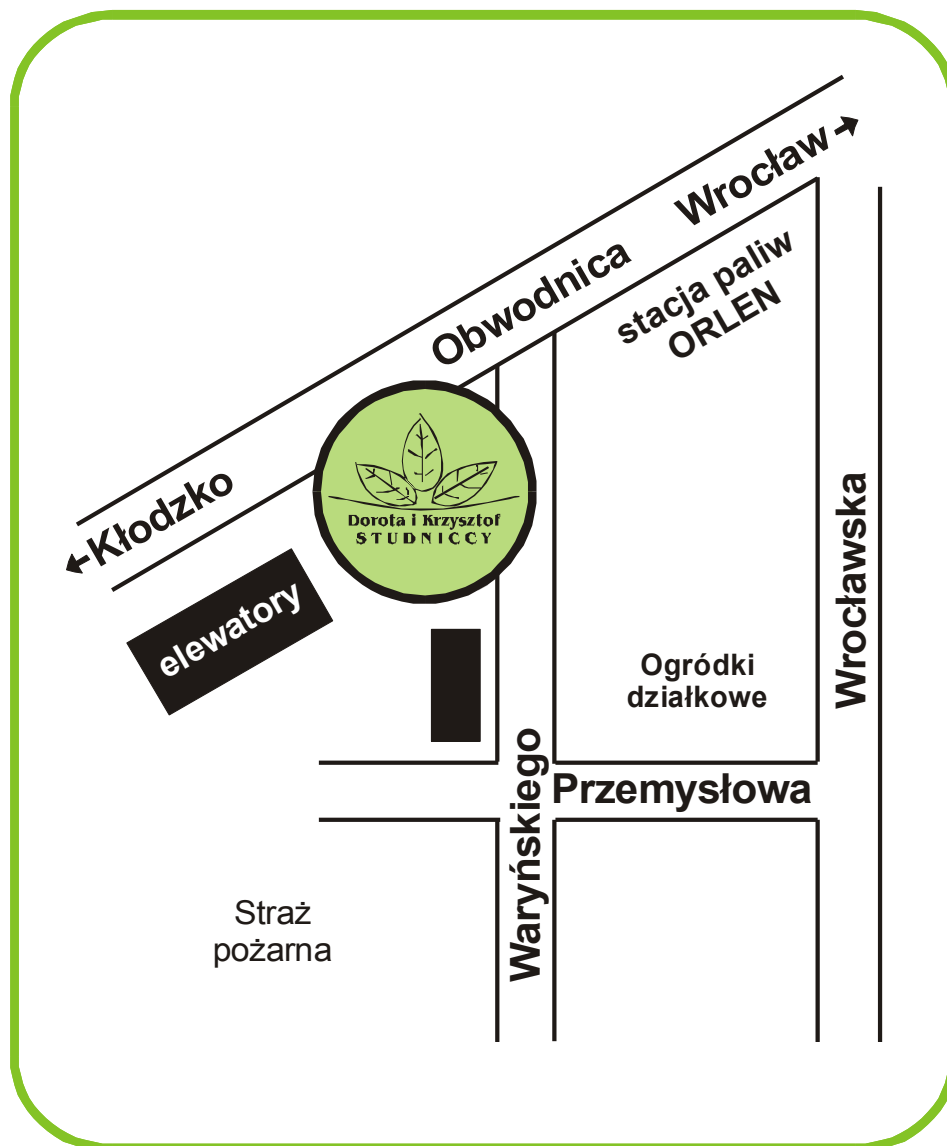 Wrocław
Obwodnica
stacja paliw
ORLEN
Kłodzko
Dorota i Krzysztof
STUDNICCY
elewatory
Wrocławska
Ogródki
działkowe
Waryńskiego
Przemysłowa
Straż
pożarna